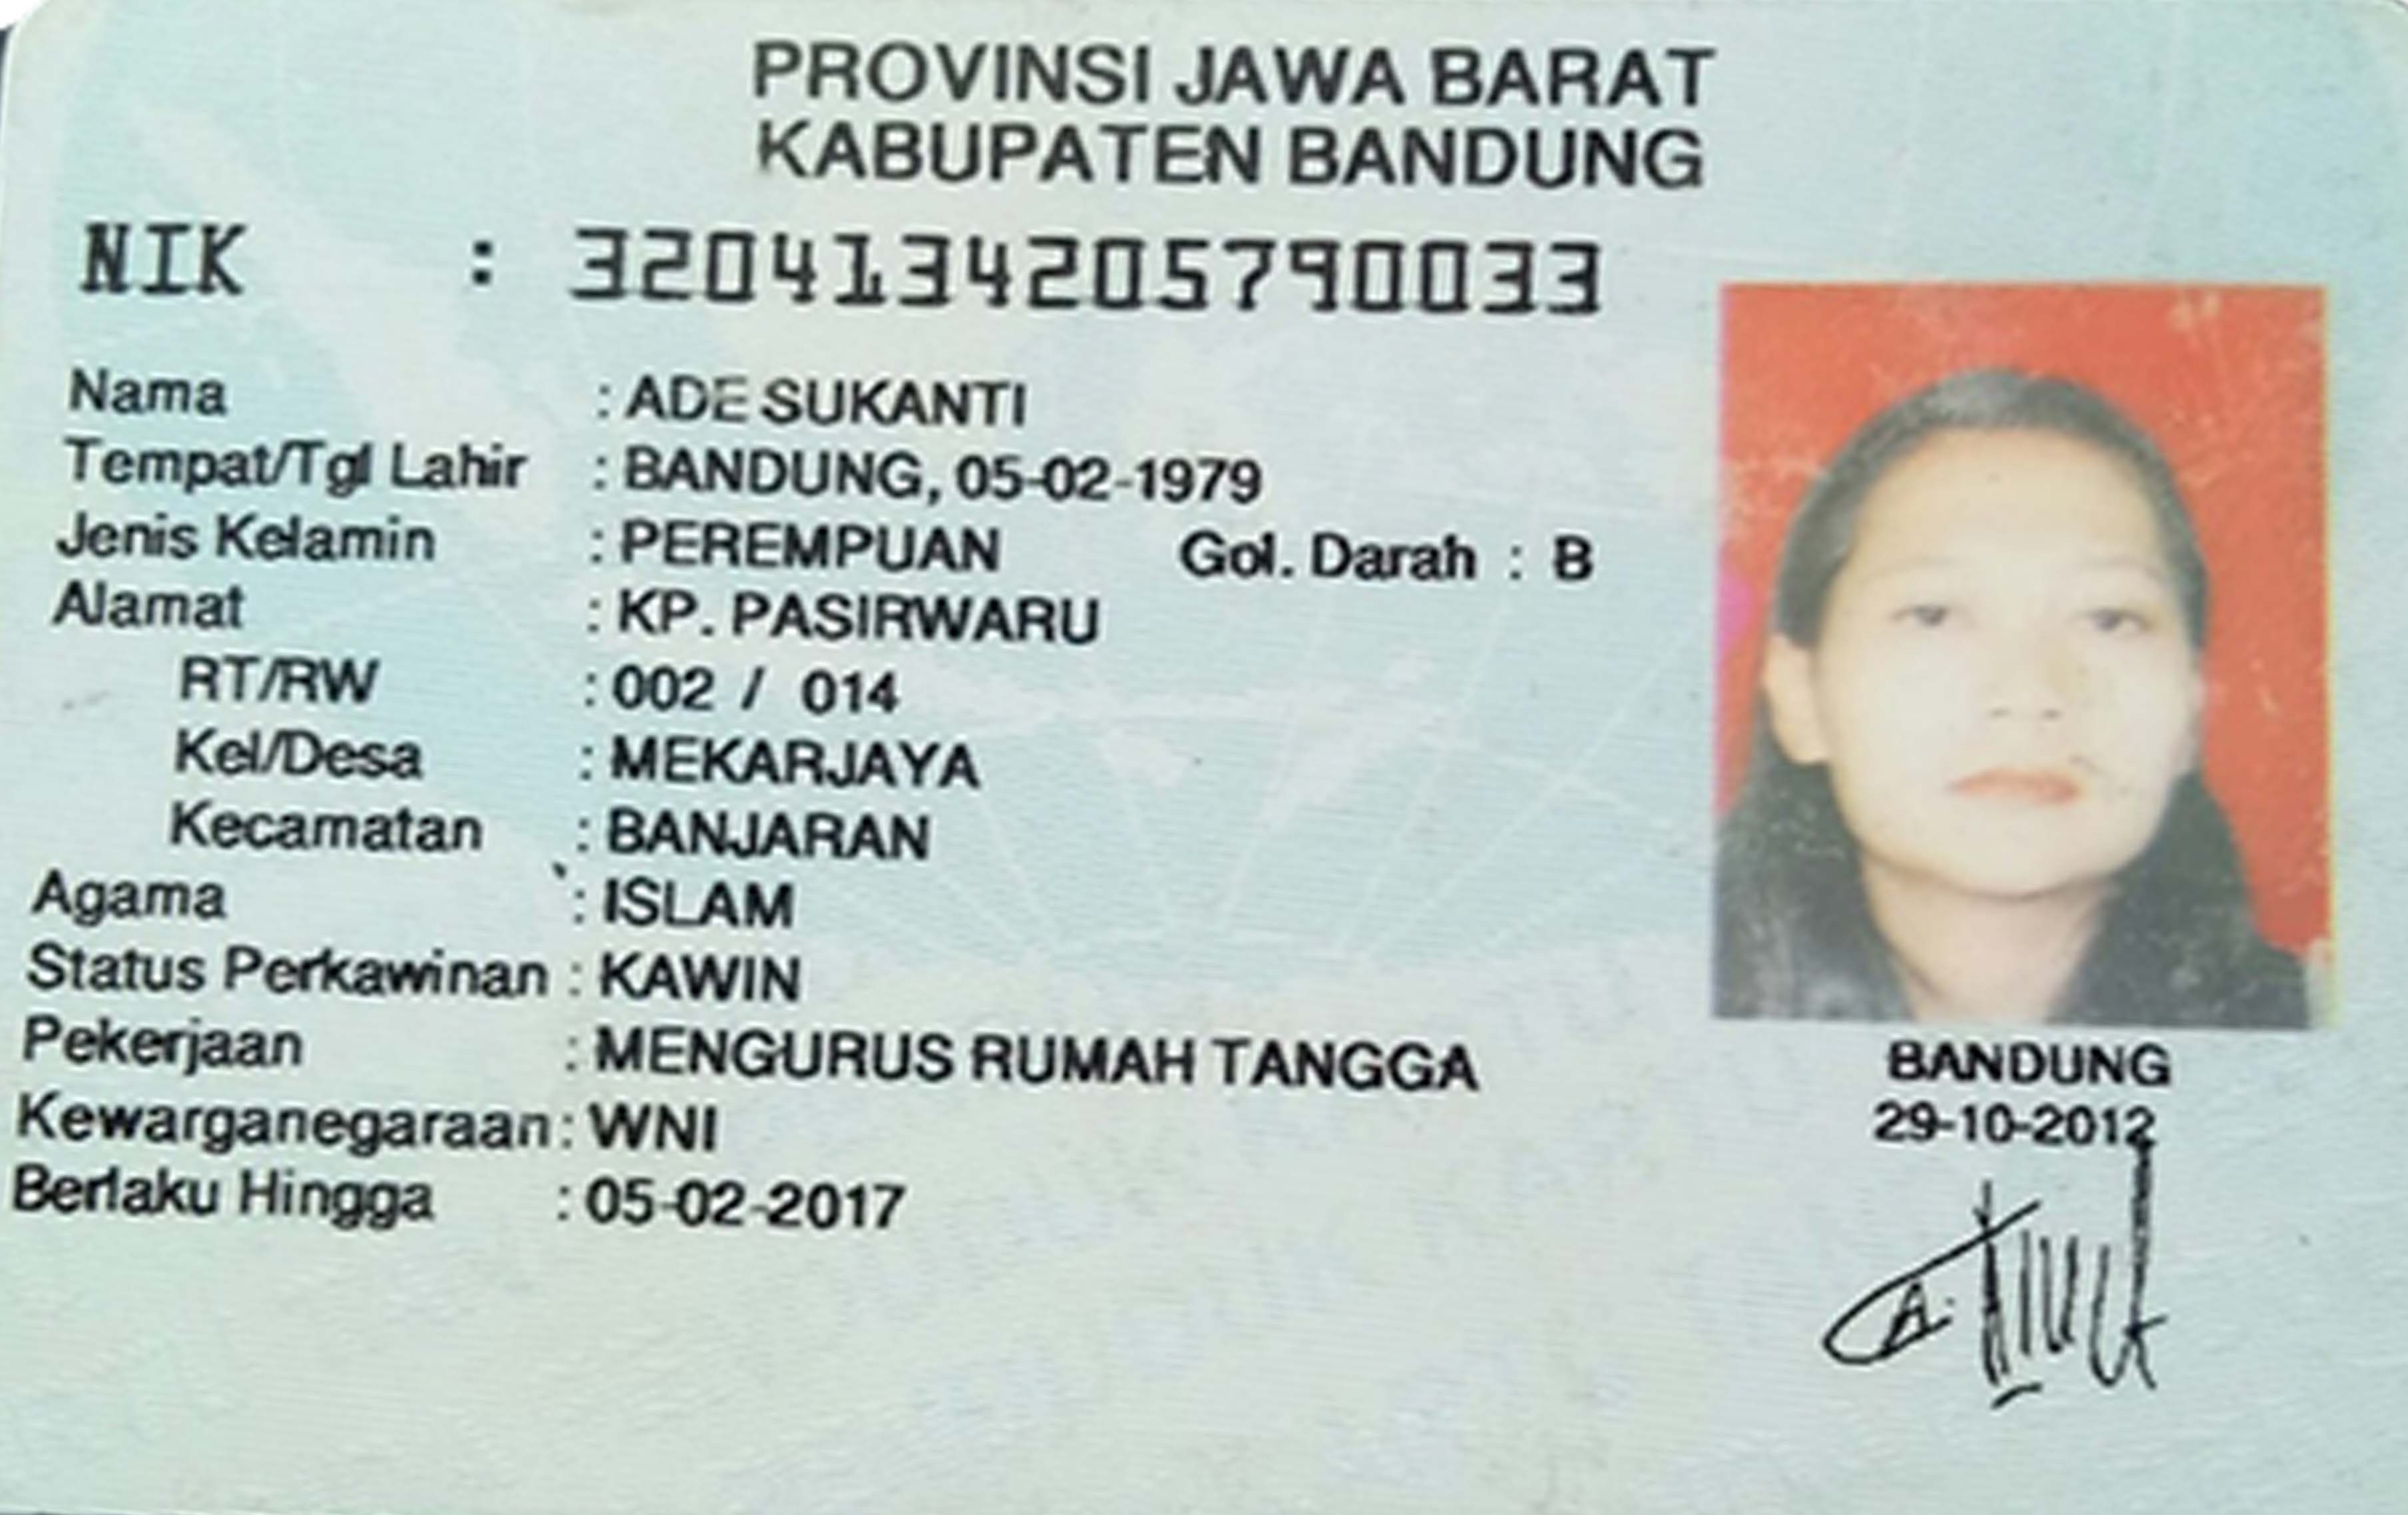 PROVINSI JAWA BARAT
KABUPATEN BANDUNG
NIK : 3204134205790033
Nama : ADE SUKANTI
Tempat/Tgl Lahir : BANDUNG, 05-02-1979
Jenis Kelamin : PEREMPUAN Gol. Darah : B
Alamat : KP. PASIRWARU
RT/RW : 002 / 014
Kel/Desa : MEKARJAYA
Kecamatan : BANJARAN
Agama : ISLAM
Status Perkawinan : KAWIN
Pekerjaan : MENGURUS RUMAH TANGGA
Kewarganegaraan : WNI
Berlaku Hingga : 05-02-2017
BANDUNG
29-10-2012